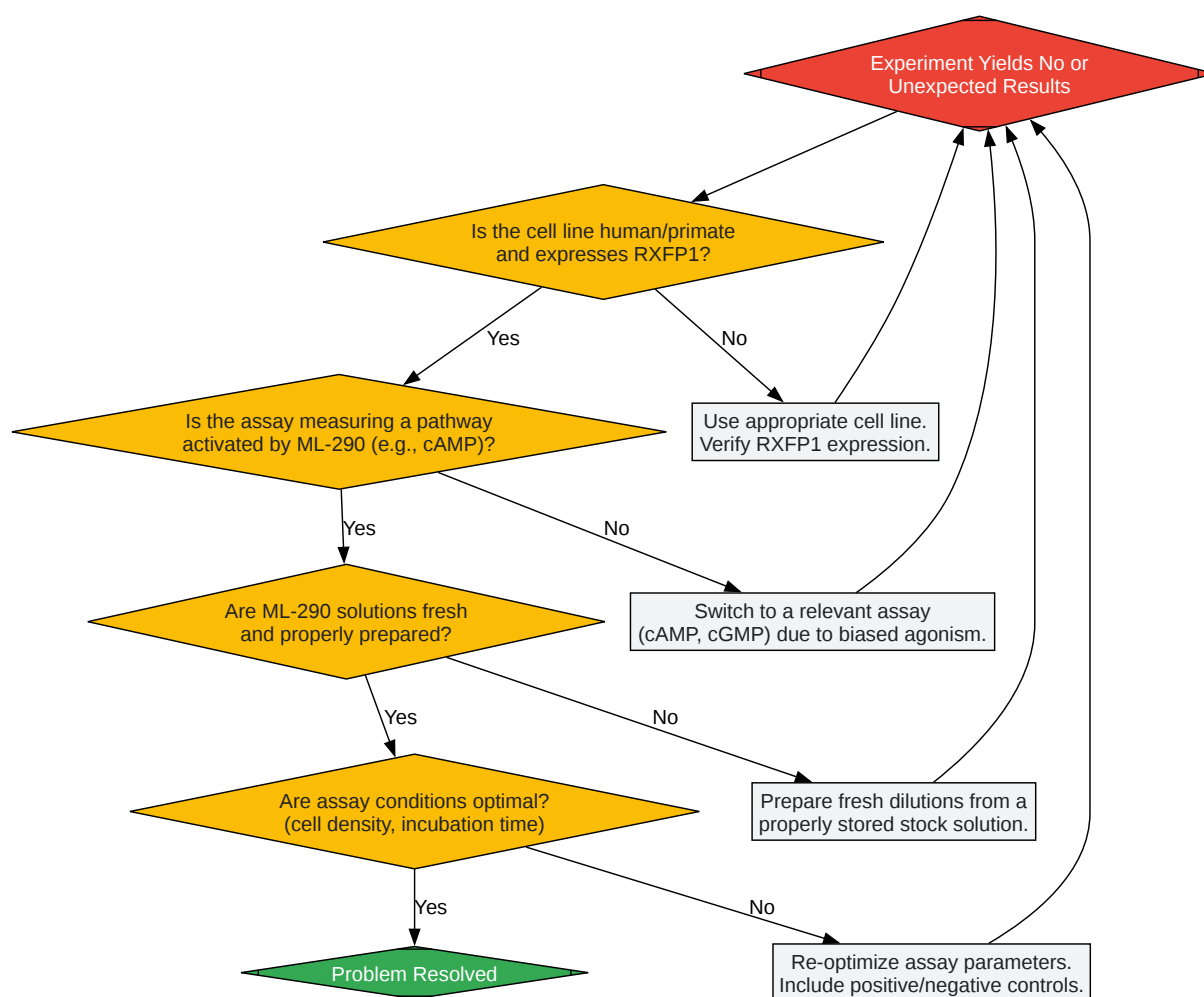 Experiment Yields No or
Unexpected Results
Is the cell line human/primate
and expresses RXFP1?
Yes
No
Is the assay measuring a pathway
activated by ML-290 (e.g., cAMP)?
Use appropriate cell line.
Verify RXFP1 expression.
Yes
No
Are ML-290 solutions fresh
and properly prepared?
Switch to a relevant assay
(cAMP, cGMP) due to biased agonism.
Yes
No
Are assay conditions optimal?
(cell density, incubation time)
Prepare fresh dilutions from a
properly stored stock solution.
Yes
No
Problem Resolved
Re-optimize assay parameters.
Include positive/negative controls.